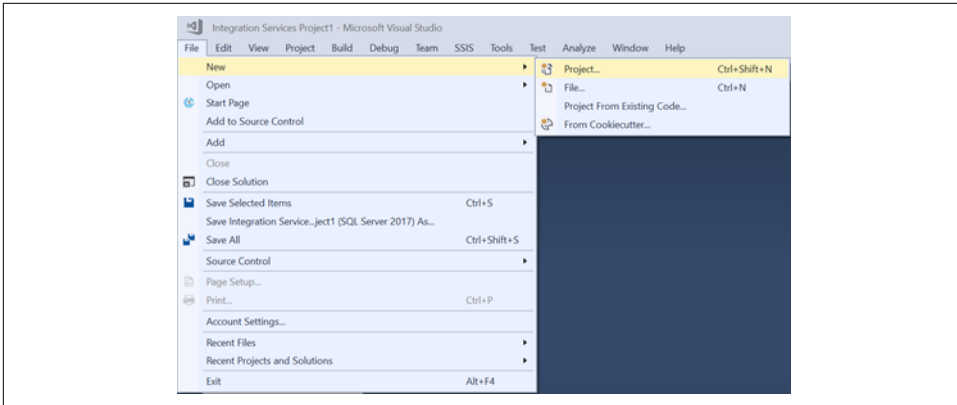 Integration Services Project1 - Microsoft Visual Studio
File Edit View Project Build Debug Team SSIS Tools Test Analyze Window Help
New
Open
Start Page
Add to Source Control
Add
Close
Close Solution
Save Selected Items Ctrl+S
Save Integration Service...ject1 (SQL Server 2017) As...
Save All Ctrl+Shift+S
Source Control
Page Setup...
Print... Ctrl+P
Account Settings...
Recent Files
Recent Projects and Solutions
Exit Alt+F4
Project... Ctrl+Shift+N
File... Ctrl+N
Project From Existing Code...
From Cookiecutter...